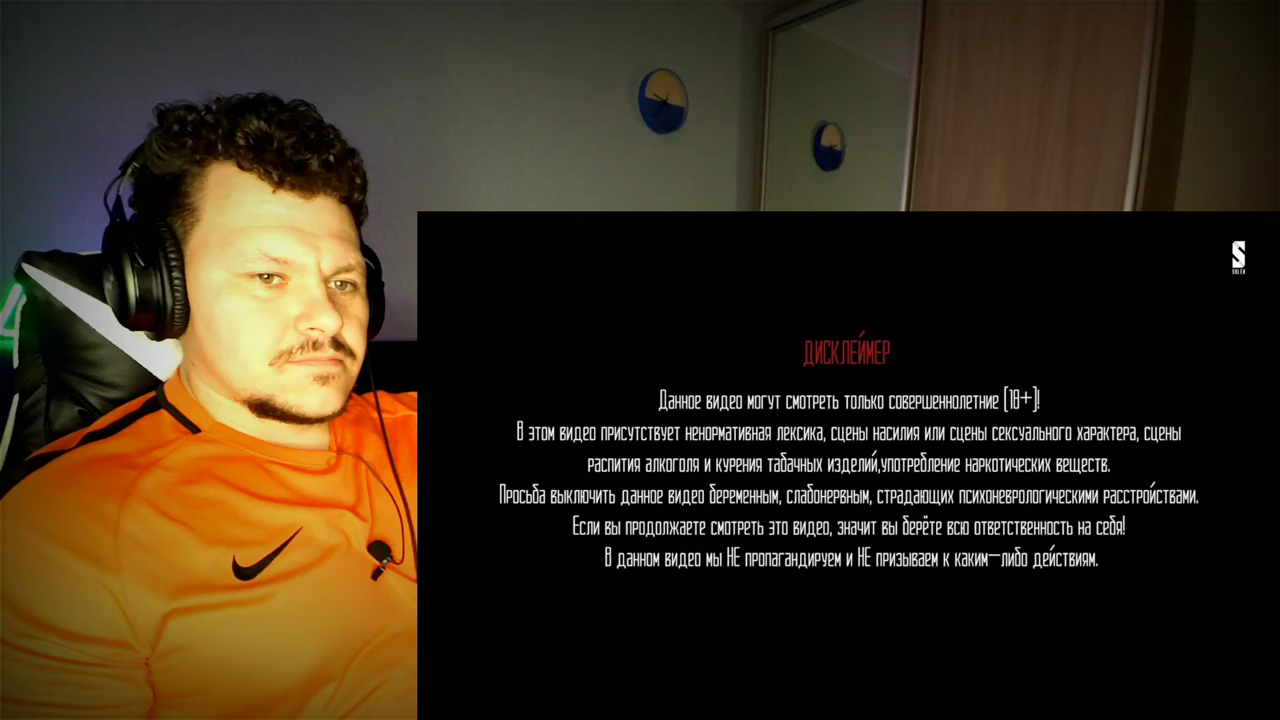 SALEM
ДИСКЛЕЙМЕР
Данное видео могут смотреть только совершеннолетние [18+]!
В этом видео присутствует ненормативная лексика, сцены насилия или сцены сексуального характера, сцены
распития алкоголя и курения табачных изделий,употребление наркотических веществ.
Просьба выключить данное видео беременным, слабонервным, страдающих психоневрологическими расстройствами.
Если вы продолжаете смотреть это видео, значит вы берёте всю ответственность на себя!
В данном видео мы НЕ пропагандируем и НЕ призываем к каким–либо действиям.